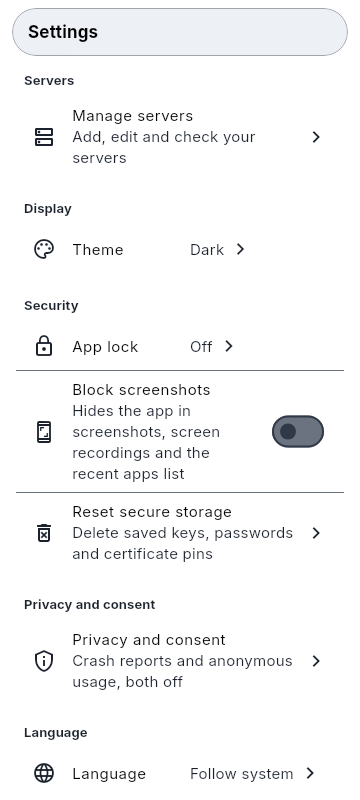 Settings
Servers
Manage servers
Add, edit and check your
servers
Display
Theme Dark
Security
App lock Off
Block screenshots
Hides the app in
screenshots, screen
recordings and the
recent apps list
Reset secure storage
Delete saved keys, passwords
and certificate pins
Privacy and consent
Privacy and consent
Crash reports and anonymous
usage, both off
Language
Language Follow system